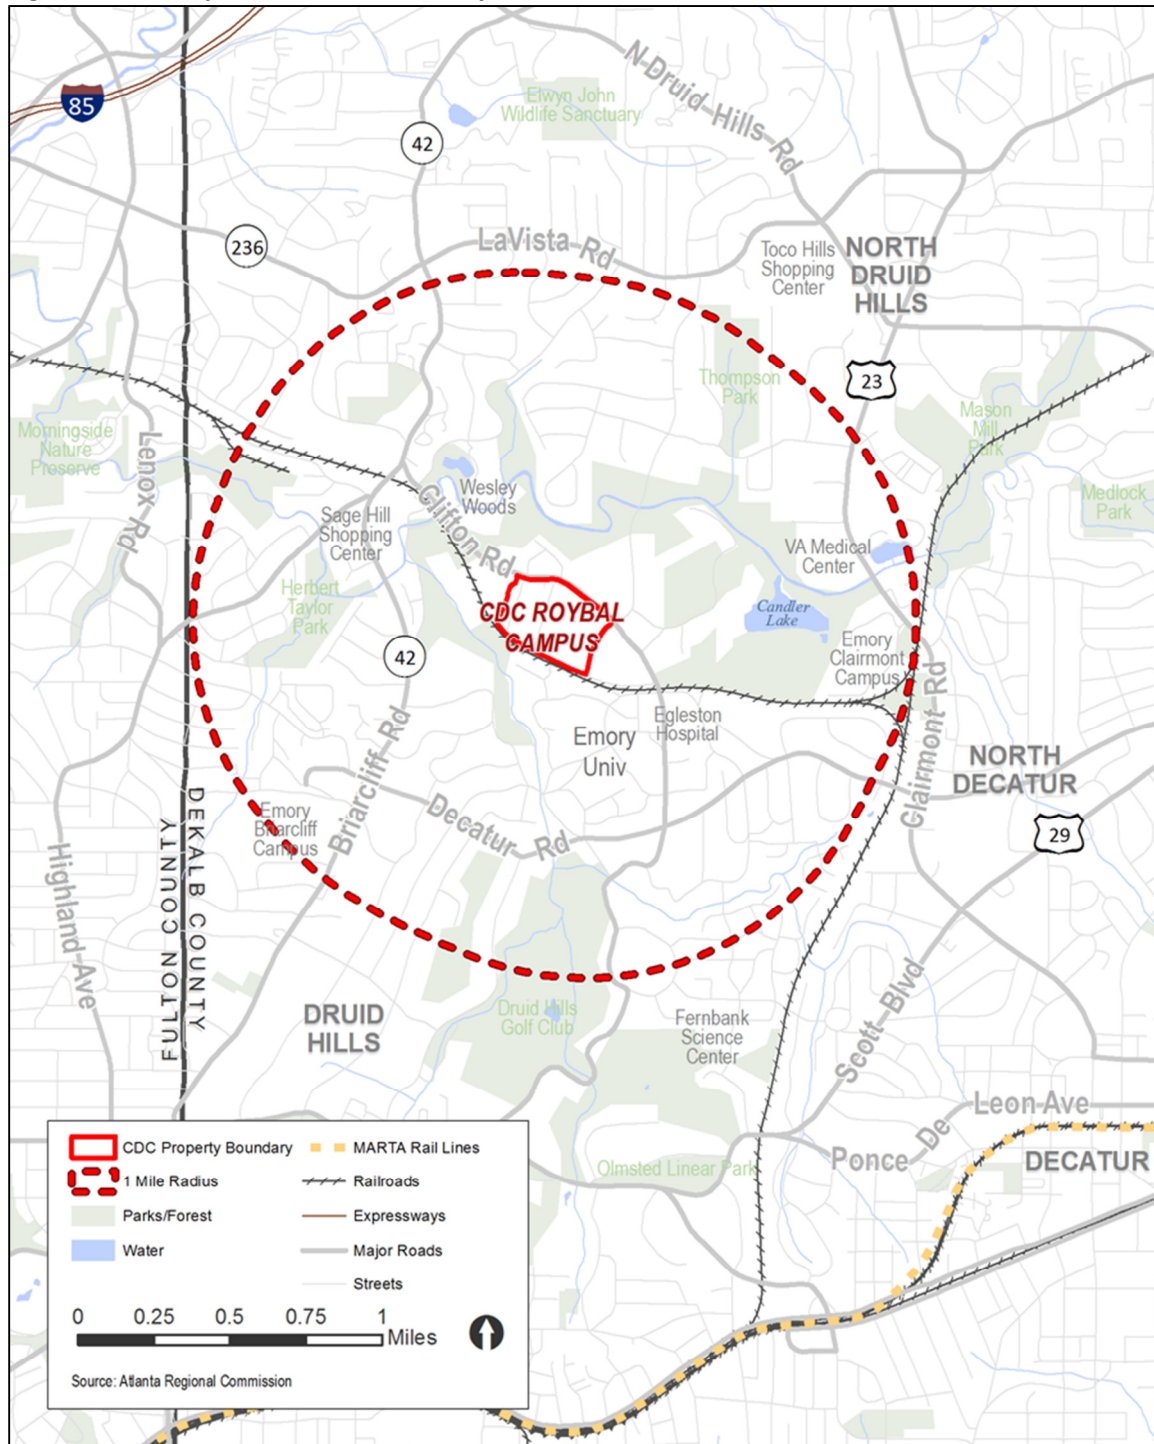 85
42
Elwyn John
Wildlife Sanctuary
N Druid Hills Rd
236
LaVista Rd
Toco Hills
Shopping
Center
NORTH
DRUID
HILLS
23
Thompson
Park
Mason
Mill
Park
Morningside
Nature
Preserve
Lenox Rd
Medlock
Park
Wesley
Woods
Clifton Rd
Sage Hill
Shopping
Center
VA Medical
Center
Herbert
Taylor
Park
CDC ROYBAL
CAMPUS
Candler
Lake
42
Emory
Clairmont
Campus
Clairmont Rd
Egleston
Hospital
Emory
Univ
NORTH
DECATUR
29
Briarcliff Rd
Decatur Rd
Emory
Briarcliff
Campus
Highland Ave
FULTON COUNTY
DEKALB COUNTY
DRUID
HILLS
Druid Hills
Golf Club
Fernbank
Science
Center
Scott Blvd
Ponce De Leon Ave
Olmsted Linear Park
DECATUR
CDC Property Boundary
MARTA Rail Lines
1 Mile Radius
Railroads
Parks/Forest
Expressways
Water
Major Roads
Streets
0 0.25 0.5 0.75 1
Miles
Source: Atlanta Regional Commission